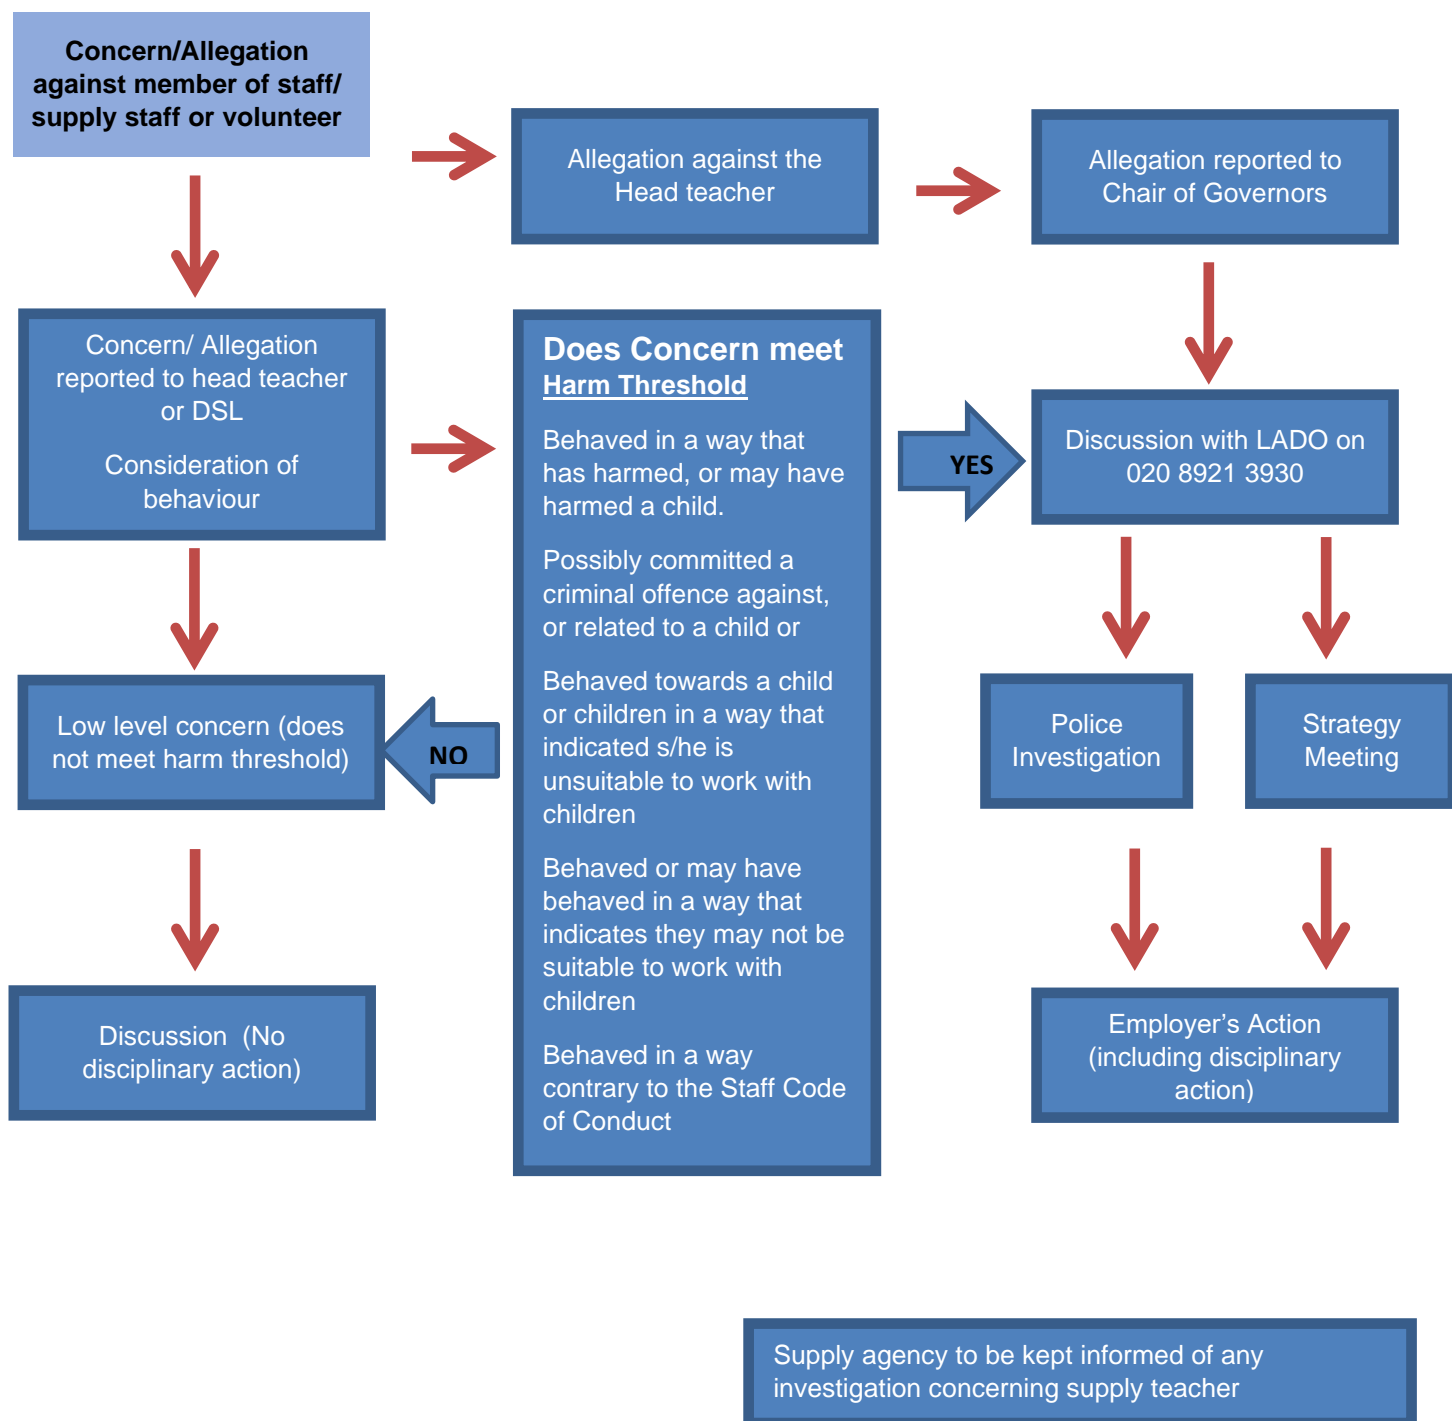 Concern/Allegation
against member of staff/
supply staff or volunteer
Allegation against the
Head teacher
Allegation reported to
Chair of Governors
Concern/ Allegation
reported to head teacher
or DSL
Consideration of
behaviour
Does Concern meet
Harm Threshold
Behaved in a way that
has harmed, or may have
harmed a child.
Possibly committed a
criminal offence against,
or related to a child or
Behaved towards a child
or children in a way that
indicated s/he is
unsuitable to work with
children
Behaved or may have
behaved in a way that
indicates they may not be
suitable to work with
children
Behaved in a way
contrary to the Staff Code
of Conduct
YES
Discussion with LADO on
020 8921 3930
NO
Low level concern (does
not meet harm threshold)
Police
Investigation
Strategy
Meeting
Discussion (No
disciplinary action)
Employer’s Action
(including disciplinary
action)
Supply agency to be kept informed of any
investigation concerning supply teacher